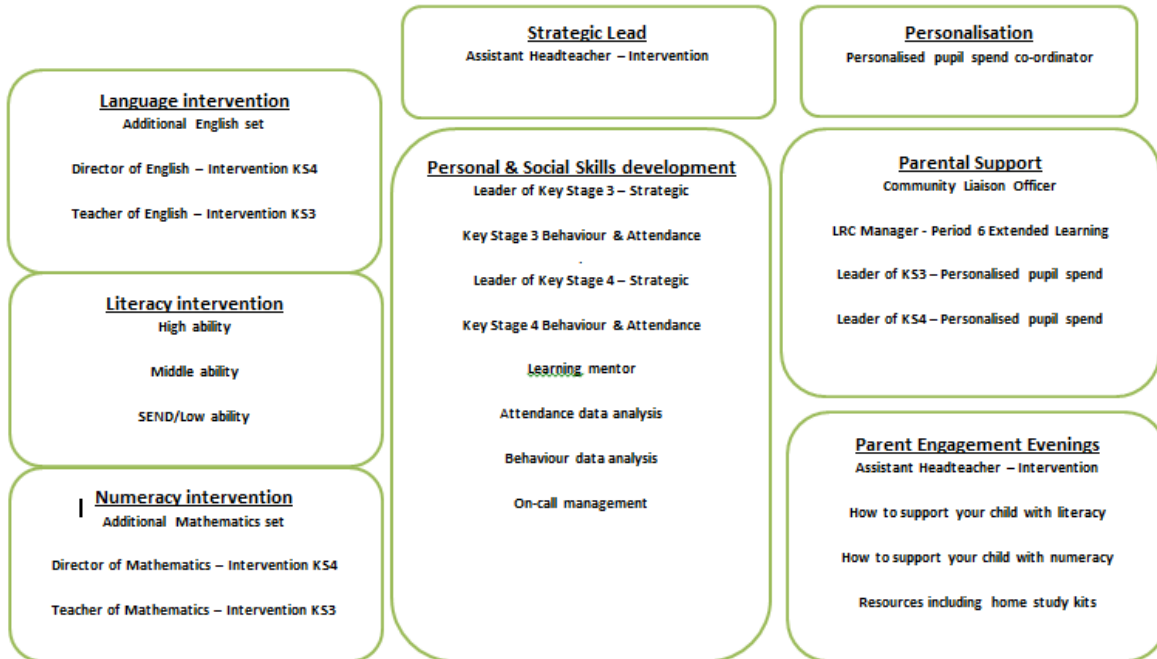 Strategic Lead
Assistant Headteacher – Intervention
Personalisation
Personalised pupil spend co-ordinator
Language intervention
Additional English set
Director of English – Intervention KS4
Teacher of English – Intervention KS3
Literacy intervention
High ability
Middle ability
SEND/Low ability
Numeracy intervention
Additional Mathematics set
Director of Mathematics – Intervention KS4
Teacher of Mathematics – Intervention KS3
Personal & Social Skills development
Leader of Key Stage 3 – Strategic
Key Stage 3 Behaviour & Attendance
.
Leader of Key Stage 4 – Strategic
Key Stage 4 Behaviour & Attendance
Learning mentor
Attendance data analysis
Behaviour data analysis
On-call management
Parental Support
Community Liaison Officer
LRC Manager - Period 6 Extended Learning
Leader of KS3 – Personalised pupil spend
Leader of KS4 – Personalised pupil spend
Parent Engagement Evenings
Assistant Headteacher – Intervention
How to support your child with literacy
How to support your child with numeracy
Resources including home study kits